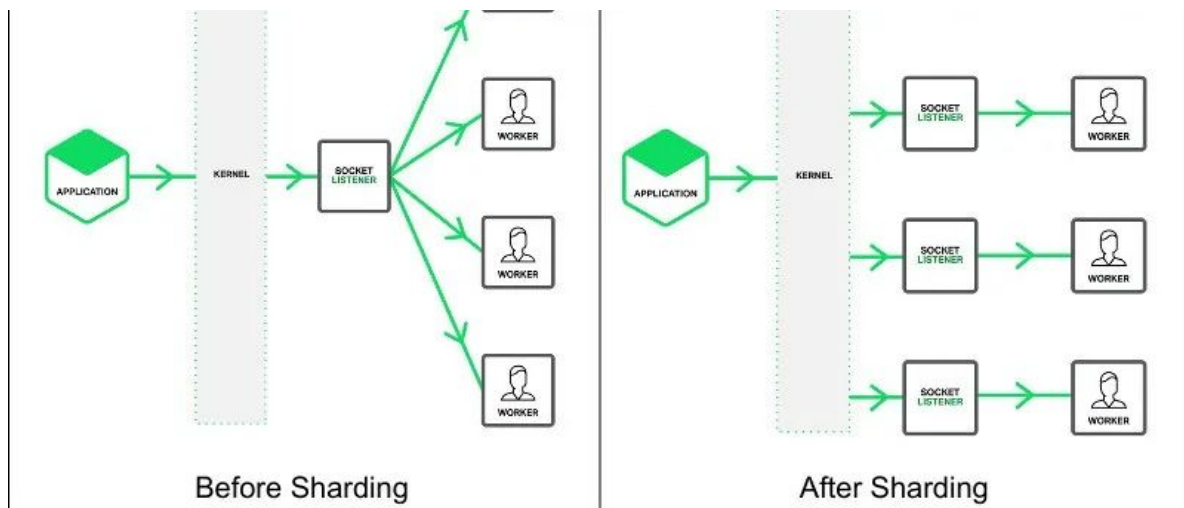 APPLICATION
KERNEL
SOCKET
LISTENER
WORKER
WORKER
WORKER
Before Sharding
APPLICATION
KERNEL
SOCKET
LISTENER
WORKER
SOCKET
LISTENER
WORKER
SOCKET
LISTENER
WORKER
After Sharding